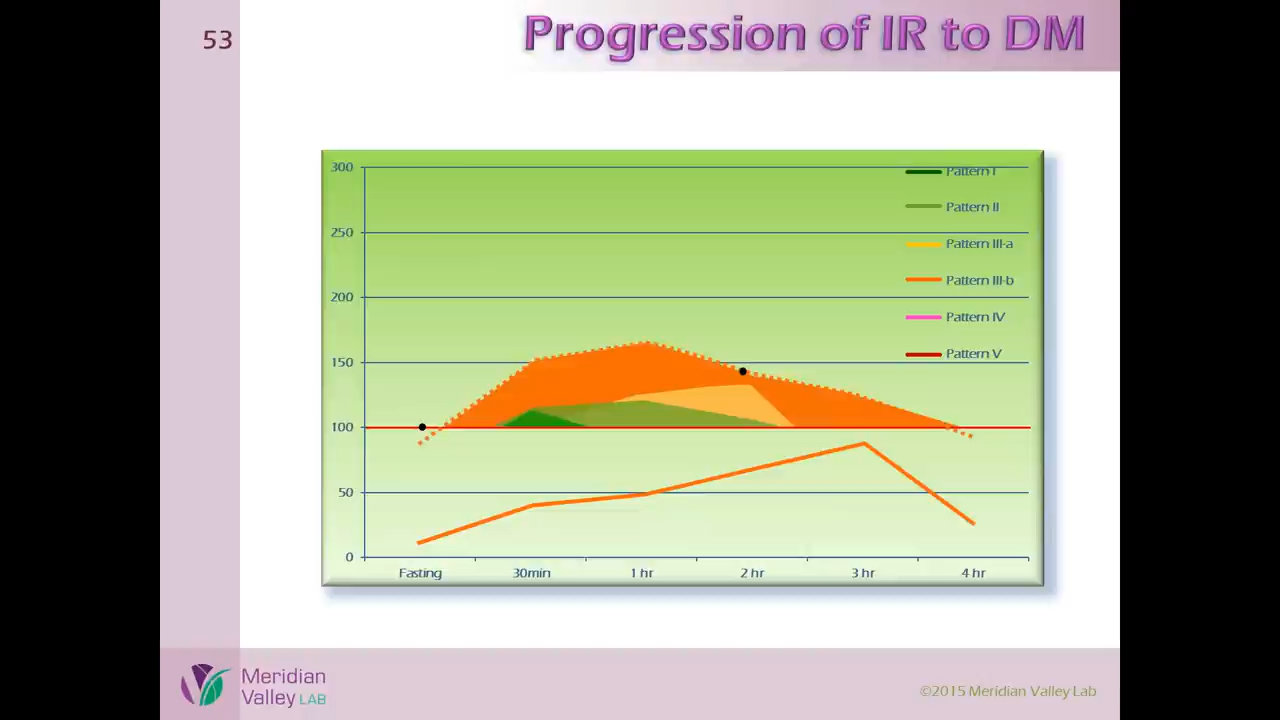 53
Progression of IR to DM
300
250
200
150
100
50
0
Pattern I
Pattern II
Pattern III-a
Pattern III-b
Pattern IV
Pattern V
Fasting 30min 1 hr 2 hr 3 hr 4 hr
Meridian
Valley LAB
©2015 Meridian Valley Lab